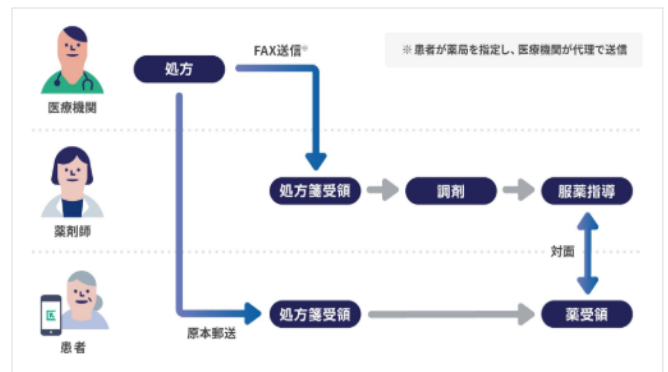 FAX送信※
※患者が薬局を指定し、医療機関が代理で送信
処方
医療機関
処方箋受領
調剤
服薬指導
薬剤師
対面
処方箋受領
薬受領
原本郵送
患者